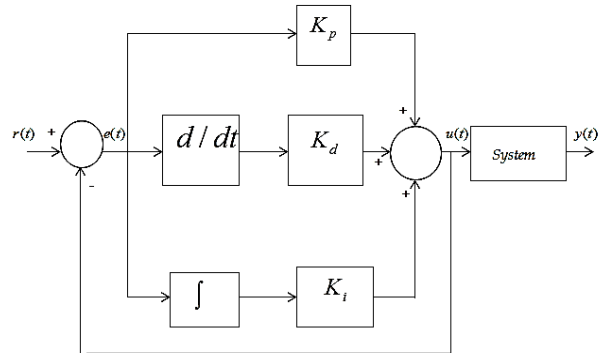 K_p
+
r(t)
+
e(t)
d / dt
K_d
+
u(t)
System
y(t)
-
+
∫
K_i